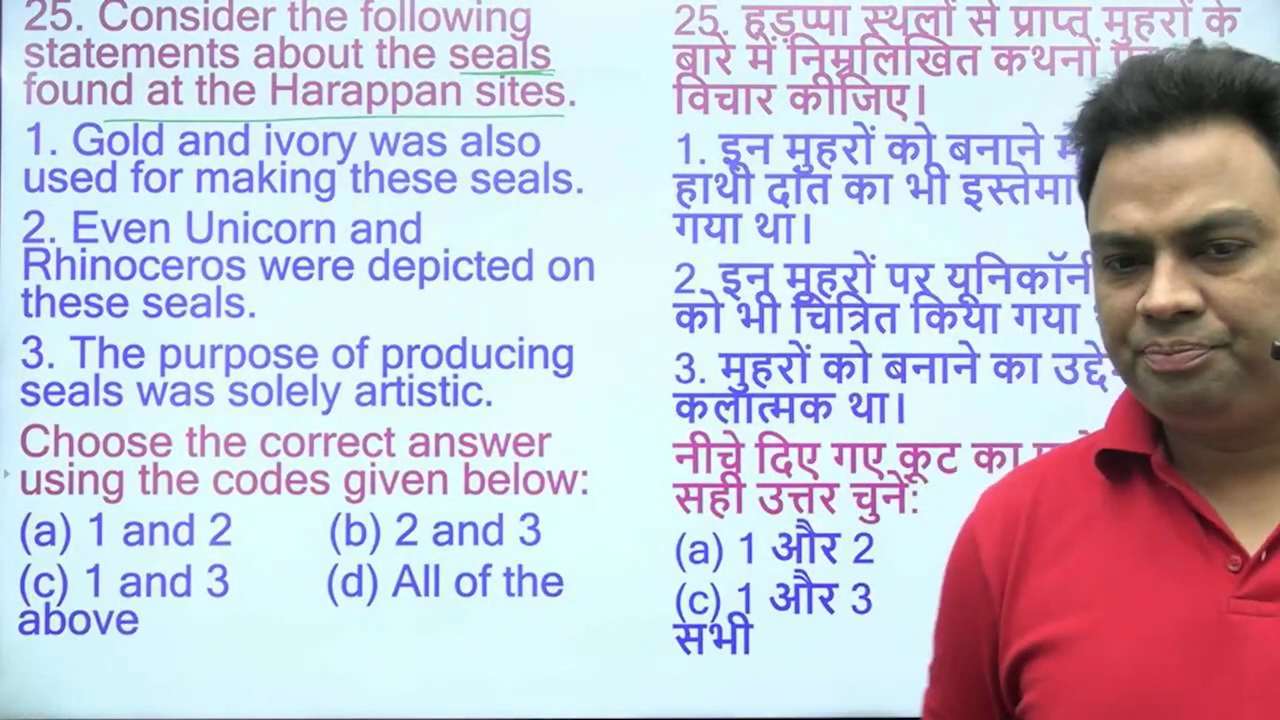 25. Consider the following
statements about the seals
found at the Harappan sites.
1. Gold and ivory was also
used for making these seals.
2. Even Unicorn and
Rhinoceros were depicted on
these seals.
3. The purpose of producing
seals was solely artistic.
Choose the correct answer
using the codes given below:
(a) 1 and 2 (b) 2 and 3
(c) 1 and 3 (d) All of the
above
25. हड़प्पा स्थलों से प्राप्त मुहरों के
बारे में निम्नलिखित कथनों
विचार कीजिए।
1. इन मुहरों को बनाने
हाथी दांत का भी
गया था।
2. इन मुहरों पर
को भी चित्रित किया गया
3. मुहरों को बनाने का
कलात्मक था।
नीचे दिए गए कूट का
सही उत्तर चुनें:
(a) 1 और 2
(c) 1 और 3
सभी